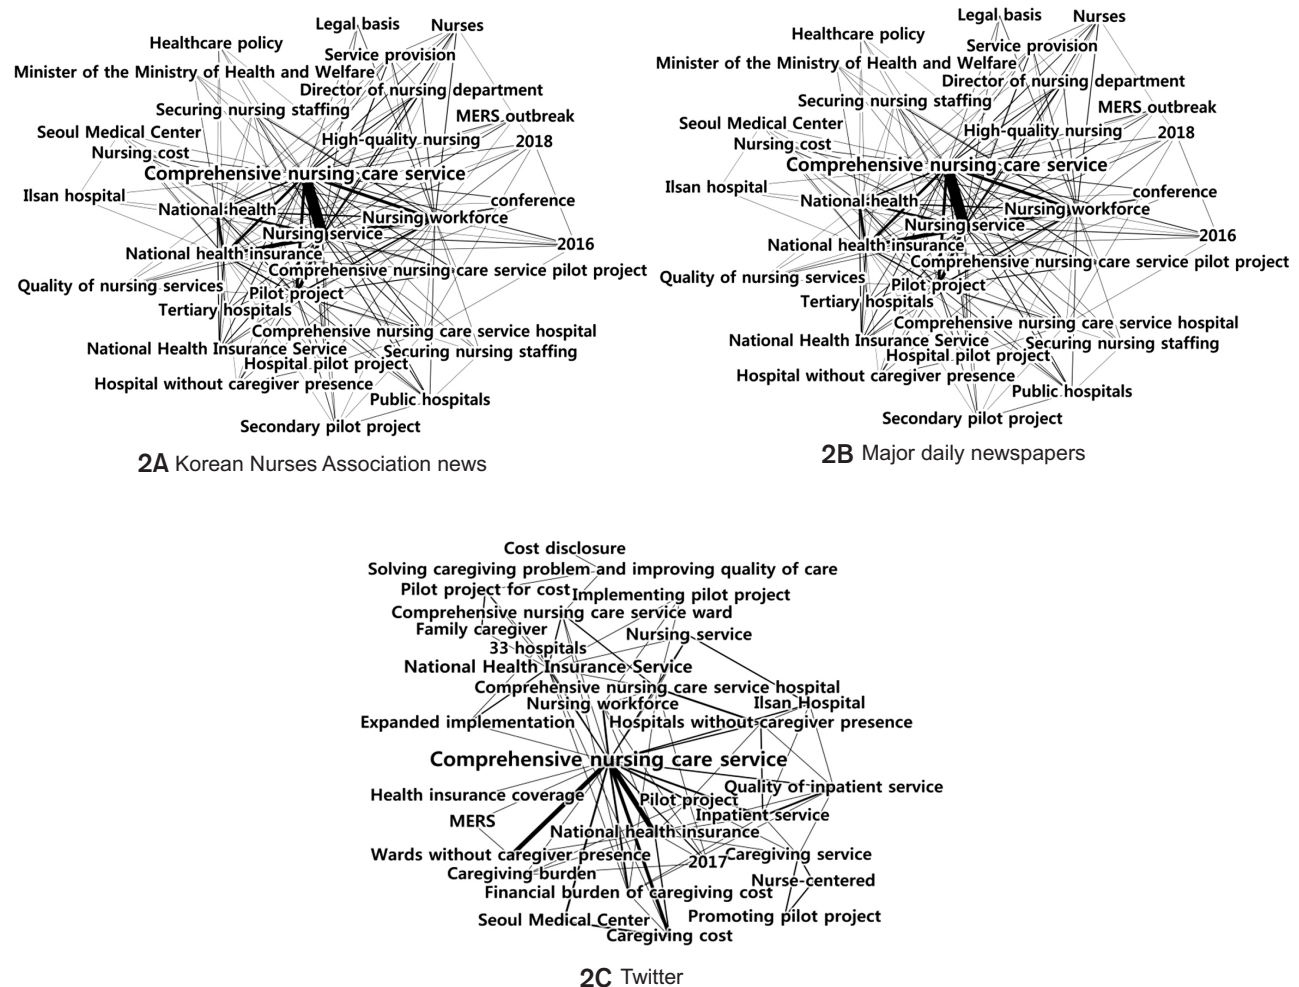 Legal basis
Nurses
Healthcare policy
Service provision
Minister of the Ministry of Health and Welfare
Director of nursing department
Securing nursing staffing
MERS outbreak
Seoul Medical Center
High-quality nursing
2018
Nursing cost
Comprehensive nursing care service
Ilsan hospital
conference
National health
Nursing workforce
Nursing service
2016
National health insurance
Comprehensive nursing care service pilot project
Quality of nursing services
Pilot project
Tertiary hospitals
Comprehensive nursing care service hospital
National Health Insurance Service
Securing nursing staffing
Hospital pilot project
Hospital without caregiver presence
Public hospitals
Secondary pilot project
2A Korean Nurses Association news
Legal basis
Nurses
Healthcare policy
Service provision
Minister of the Ministry of Health and Welfare
Director of nursing department
Securing nursing staffing
MERS outbreak
Seoul Medical Center
High-quality nursing
2018
Nursing cost
Comprehensive nursing care service
Ilsan hospital
conference
National health
Nursing workforce
Nursing service
2016
National health insurance
Comprehensive nursing care service pilot project
Quality of nursing services
Pilot project
Tertiary hospitals
Comprehensive nursing care service hospital
National Health Insurance Service
Securing nursing staffing
Hospital pilot project
Hospital without caregiver presence
Public hospitals
Secondary pilot project
2B Major daily newspapers
Cost disclosure
Solving caregiving problem and improving quality of care
Pilot project for cost
Implementing pilot project
Comprehensive nursing care service ward
Family caregiver
Nursing service
33 hospitals
National Health Insurance Service
Comprehensive nursing care service hospital
Nursing workforce
Ilsan Hospital
Expanded implementation
Hospitals without caregiver presence
Comprehensive nursing care service
Quality of inpatient service
Health insurance coverage
Pilot project
Inpatient service
MERS
National health insurance
Wards without caregiver presence
2017
Caregiving service
Caregiving burden
Nurse-centered
Financial burden of caregiving cost
Promoting pilot project
Seoul Medical Center
Caregiving cost
2C Twitter